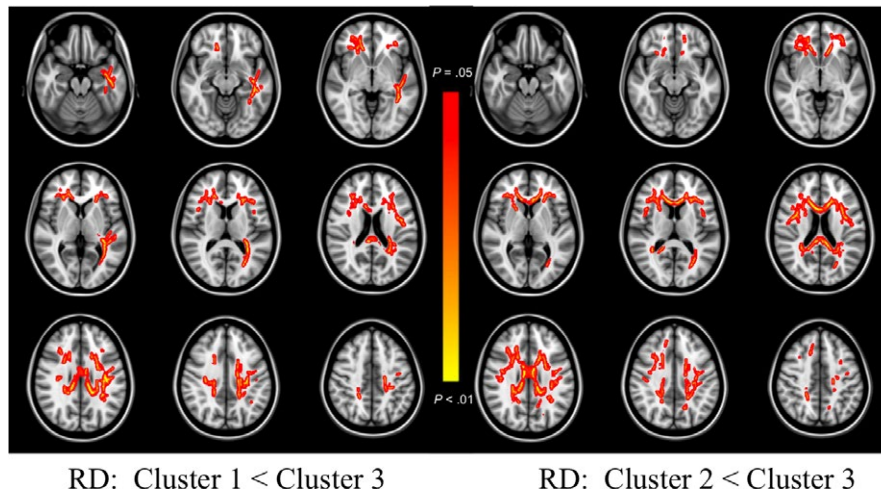 P = .05
P < .01
RD: Cluster 1 < Cluster 3
RD: Cluster 2 < Cluster 3